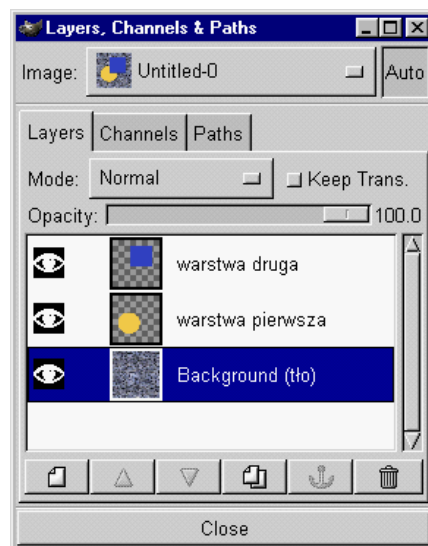 Layers, Channels & Paths
Image: Untitled-0 Auto
Layers Channels Paths
Mode: Normal Keep Trans.
Opacity: 100.0
warstwa druga
warstwa pierwsza
Background (tło)
Close